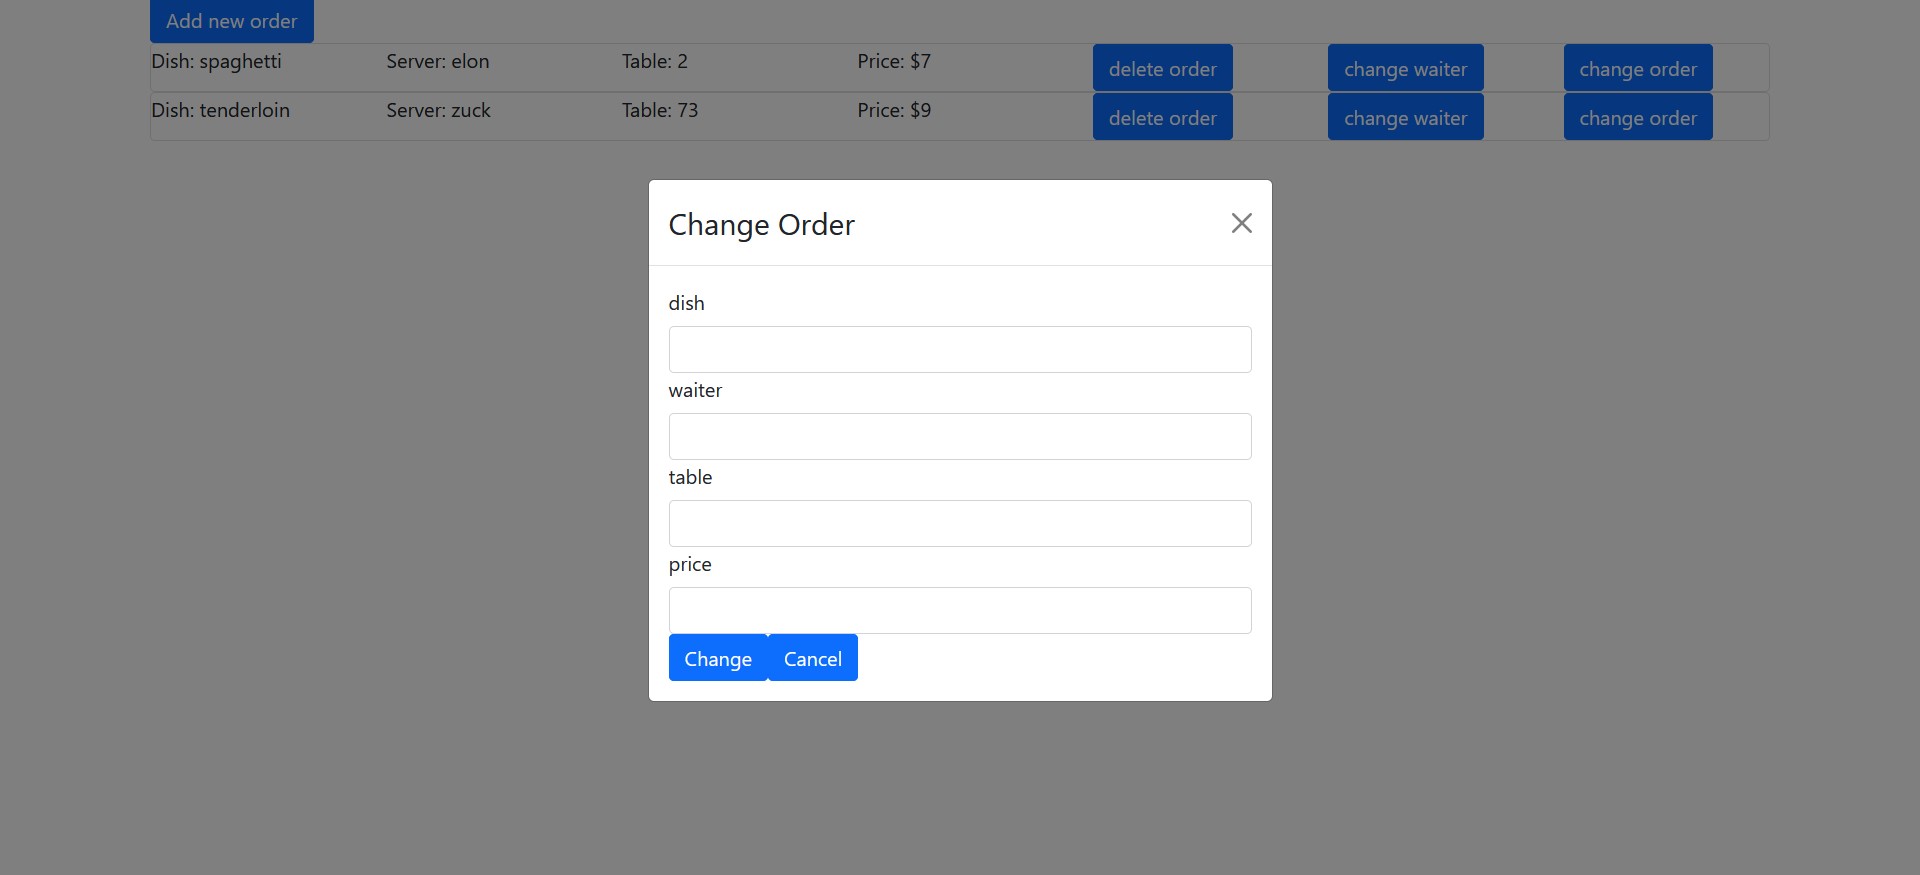 Add new order
Dish: spaghetti Server: elon Table: 2 Price: $7 delete order change waiter change order
Dish: tenderloin Server: zuck Table: 73 Price: $9 delete order change waiter change order
Change Order
dish
waiter
table
price
Change Cancel